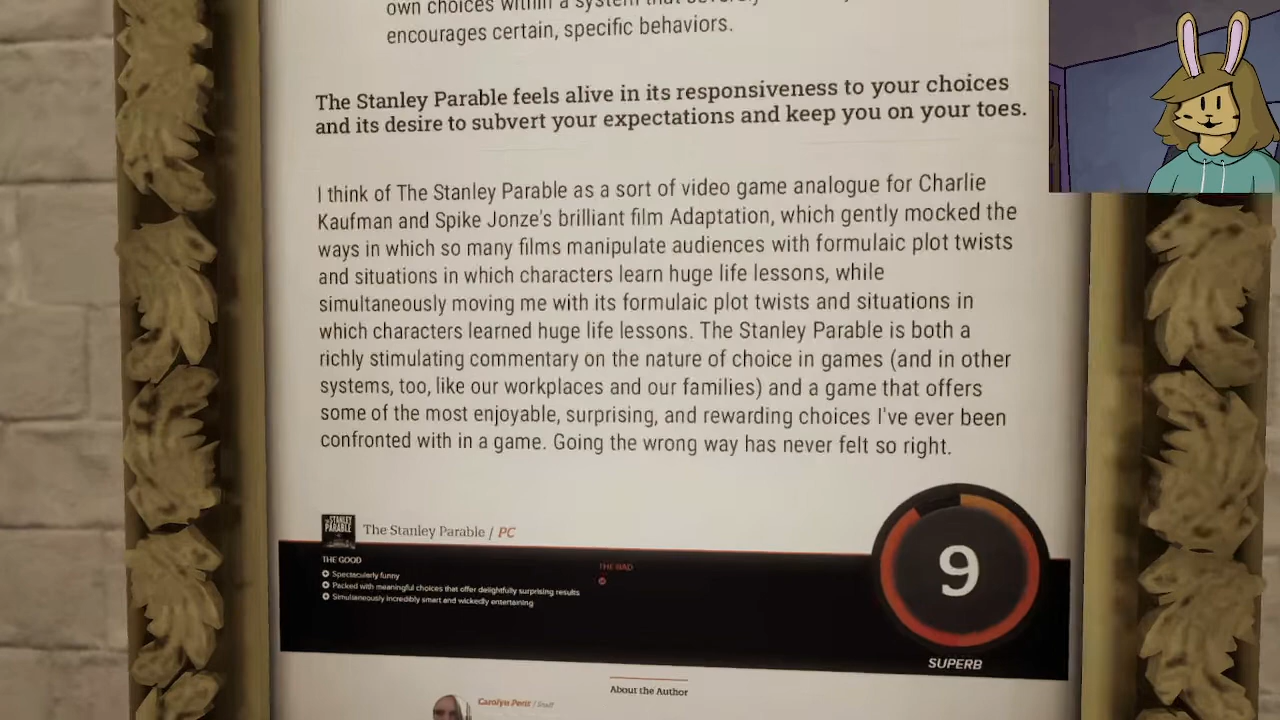 own choices within a system that
encourages certain, specific behaviors.
The Stanley Parable feels alive in its responsiveness to your choices
and its desire to subvert your expectations and keep you on your toes.
I think of The Stanley Parable as a sort of video game analogue for Charlie
Kaufman and Spike Jonze's brilliant film Adaptation, which gently mocked the
ways in which so many films manipulate audiences with formulaic plot twists
and situations in which characters learn huge life lessons, while
simultaneously moving me with its formulaic plot twists and situations in
which characters learned huge life lessons. The Stanley Parable is both a
richly stimulating commentary on the nature of choice in games (and in other
systems, too, like our workplaces and our families) and a game that offers
some of the most enjoyable, surprising, and rewarding choices I've ever been
confronted with in a game. Going the wrong way has never felt so right.
STANLEY
PARABLE
The Stanley Parable / PC
THE GOOD
Spectacularly funny
Packed with meaningful choices that offer delightfully surprising results
Simultaneously incredibly smart and wickedly entertaining
THE BAD
9
SUPERB
About the Author
Carolyn Petit / Staff